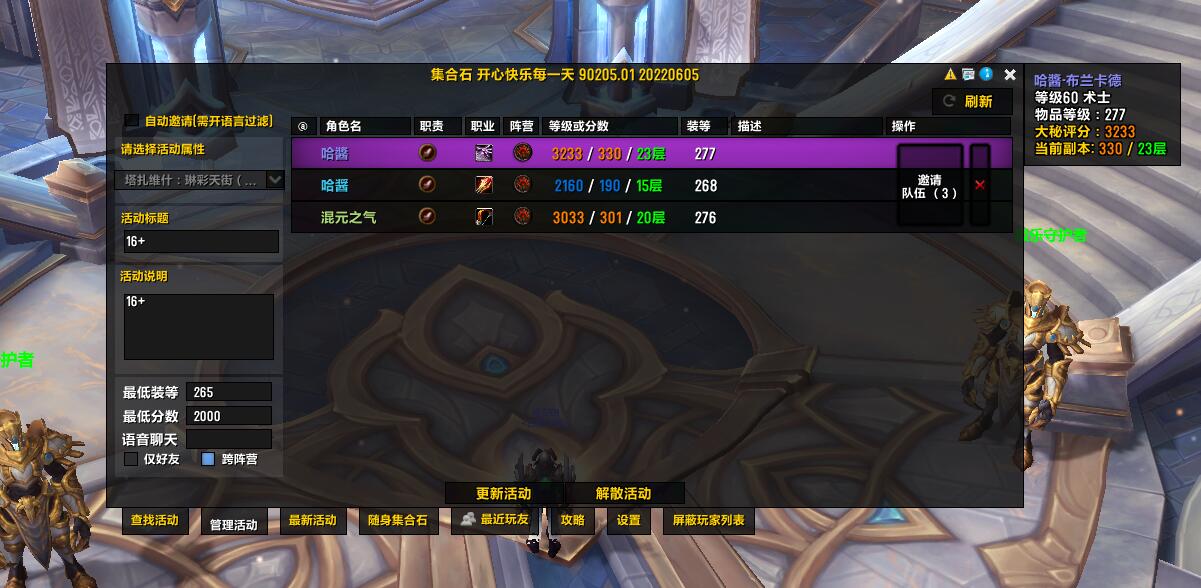 集合石 开心快乐每一天 90205.01 20220605
刷新
自动邀请(需开语言过滤)
请选择活动属性
塔扎维什：琳彩天街（ ...
活动标题
16+
活动说明
16+
最低装等 265
最低分数 2000
语音聊天
仅好友 跨阵营
角色名 职责 职业 阵营 等级或分数 装等 描述 操作
哈酱 3233 / 330 / 23层 277
哈酱 2160 / 190 / 15层 268
混元之气 3033 / 301 / 20层 276
邀请
队伍（3）
哈酱-布兰卡德
等级60 术士
物品等级：277
大秘评分：3233
当前副本: 330 / 23层
乐守护者
护者
更新活动 解散活动
查找活动 管理活动 最新活动 随身集合石 最近玩友 攻略 设置 屏蔽玩家列表